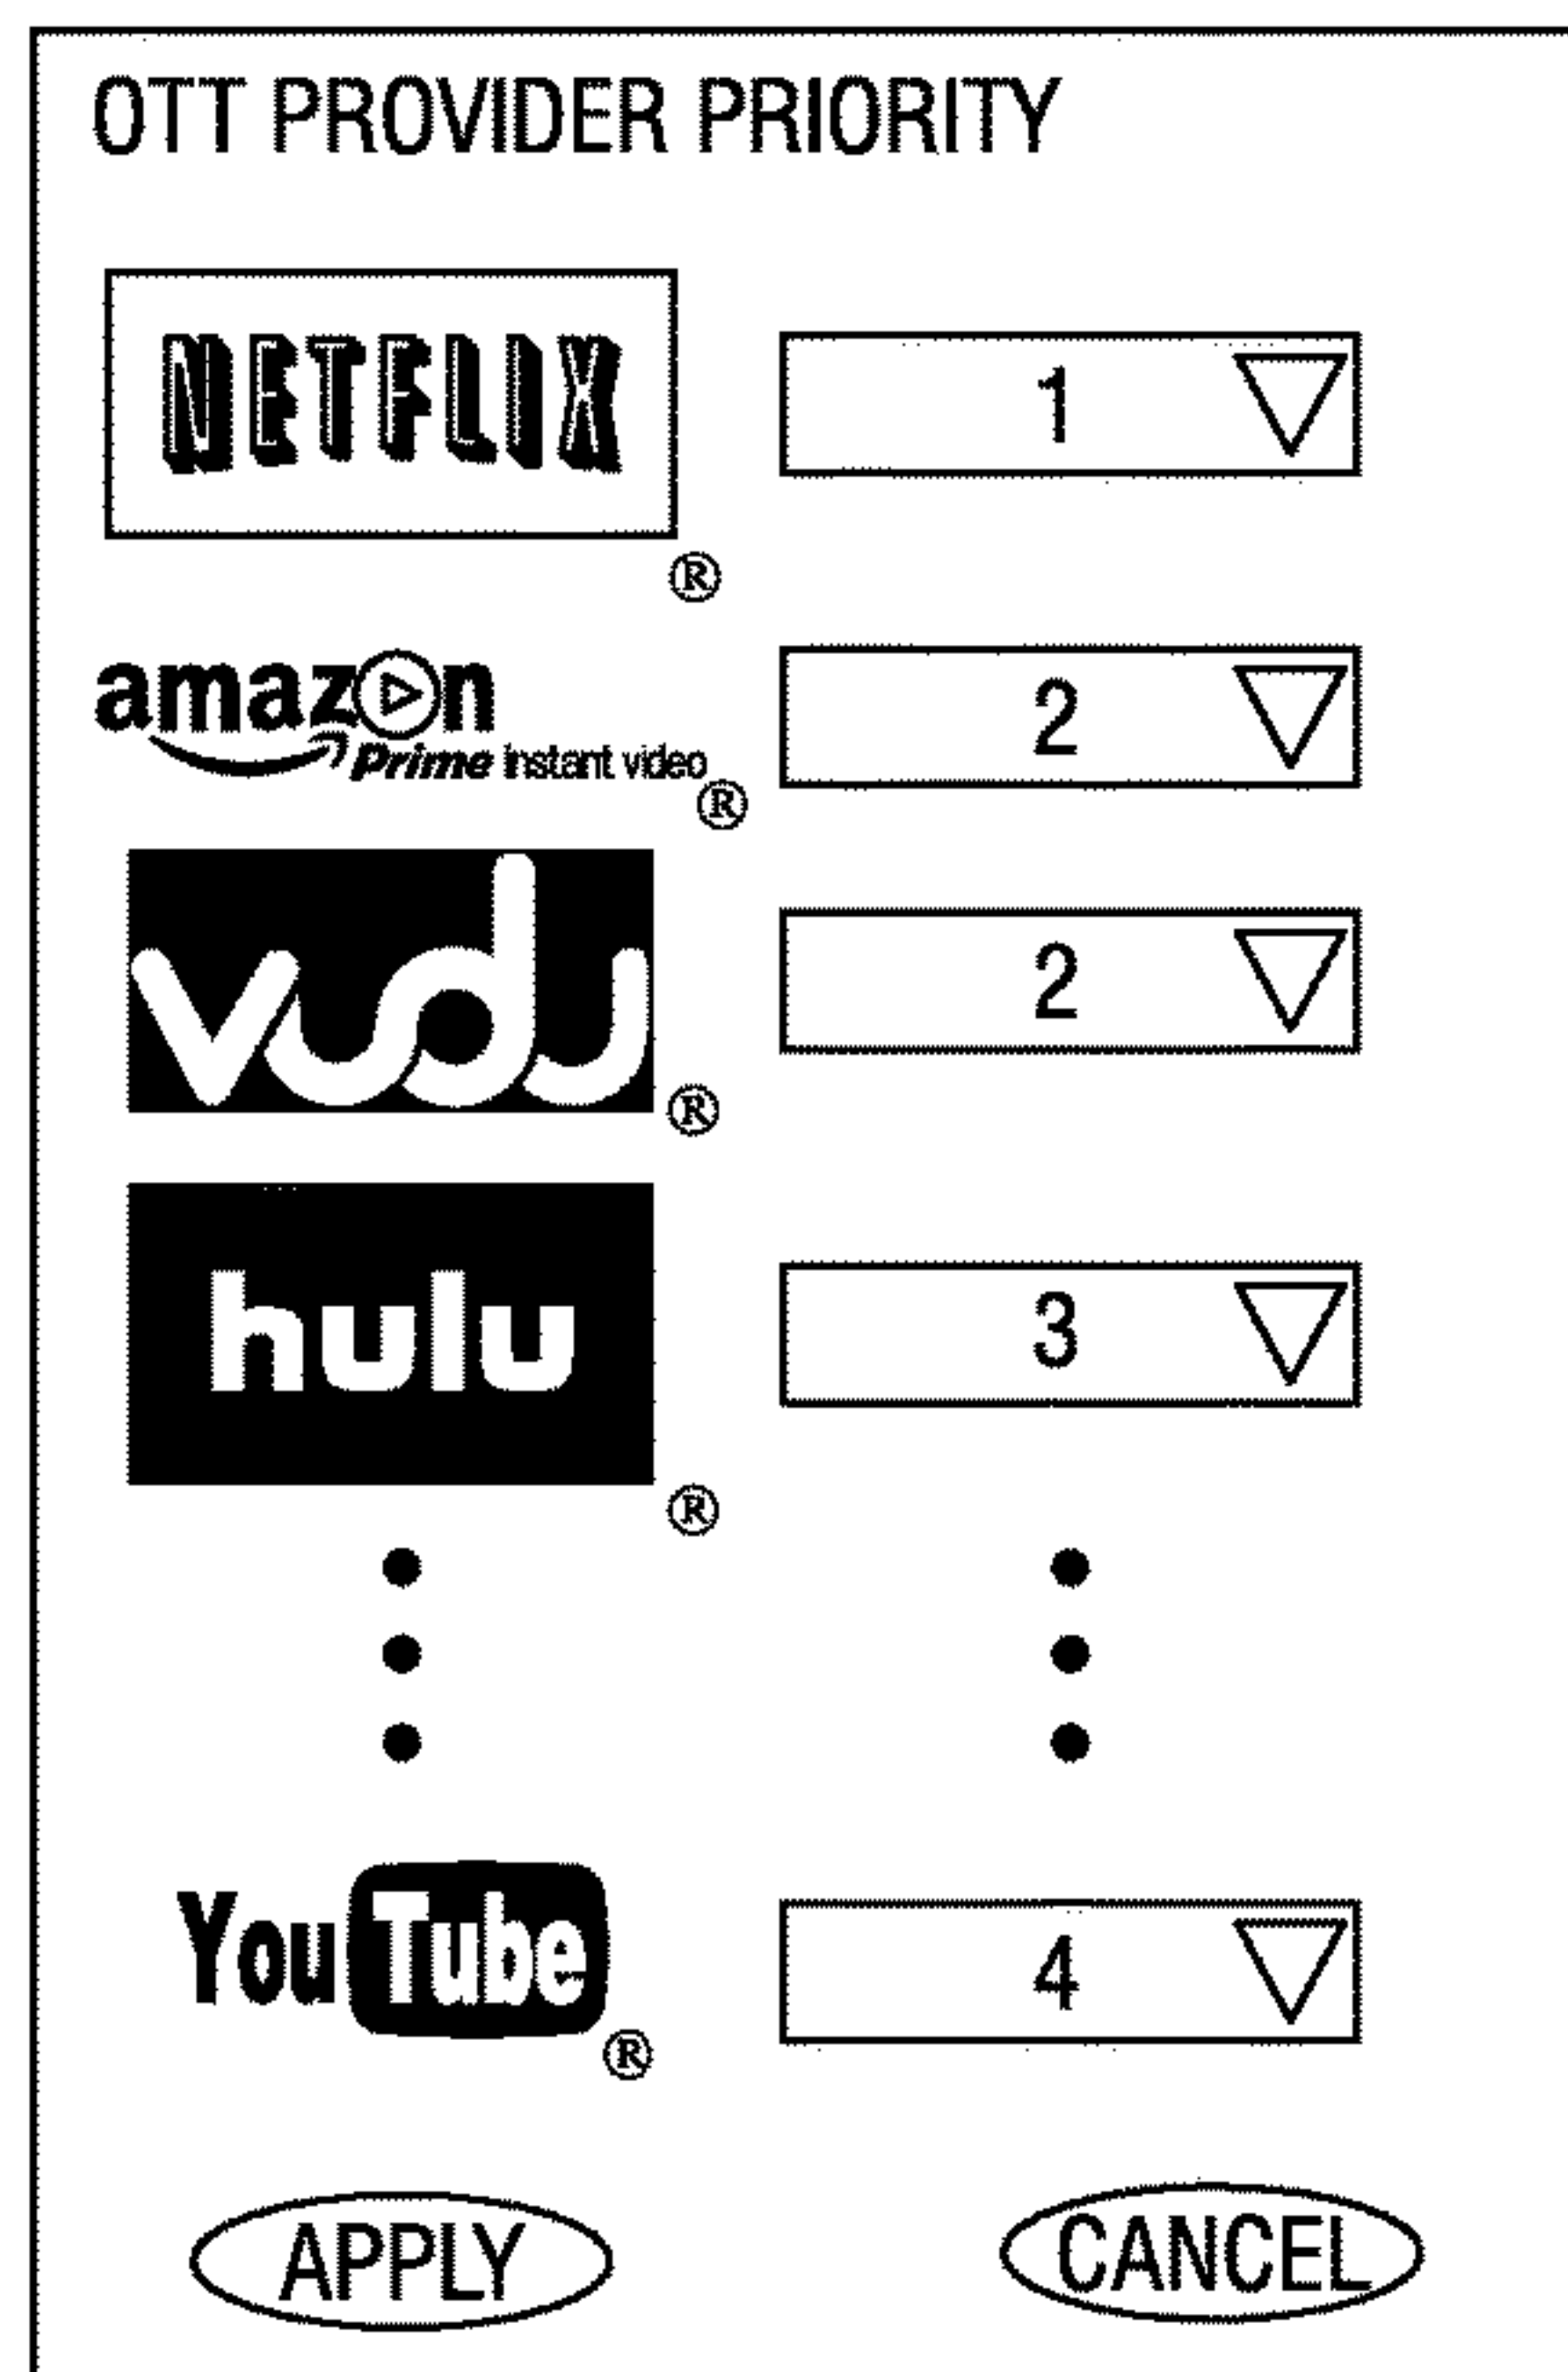 OTT PROVIDER PRIORITY
NETFLIX 1
®
amazon 2
Prime instant video
®
vudu 2
®
hulu 3
®
YouTube 4
®
APPLY CANCEL